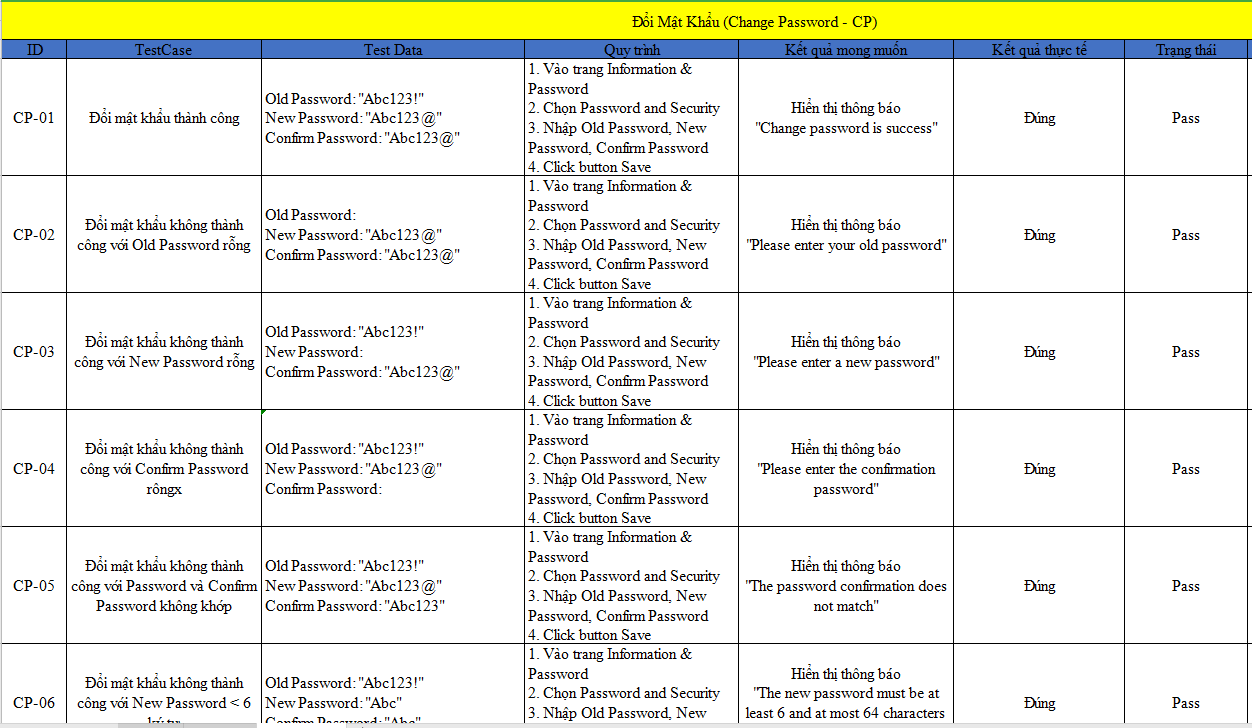 Đổi Mật Khẩu (Change Password - CP)
ID TestCase Test Data Quy trình Kết quả mong muốn Kết quả thực tế Trạng thái
CP-01
Đổi mật khẩu thành công
Old Password: "Abc123!"
New Password: "Abc123@"
Confirm Password: "Abc123@"
1. Vào trang Information &
Password
2. Chọn Password and Security
3. Nhập Old Password, New
Password, Confirm Password
4. Click button Save
Hiển thị thông báo
"Change password is success"
Đúng
Pass
CP-02
Đổi mật khẩu không thành
công với Old Password rỗng
Old Password:
New Password: "Abc123@"
Confirm Password: "Abc123@"
1. Vào trang Information &
Password
2. Chọn Password and Security
3. Nhập Old Password, New
Password, Confirm Password
4. Click button Save
Hiển thị thông báo
"Please enter your old password"
Đúng
Pass
CP-03
Đổi mật khẩu không thành
công với New Password rỗng
Old Password: "Abc123!"
New Password:
Confirm Password: "Abc123@"
1. Vào trang Information &
Password
2. Chọn Password and Security
3. Nhập Old Password, New
Password, Confirm Password
4. Click button Save
Hiển thị thông báo
"Please enter a new password"
Đúng
Pass
CP-04
Đổi mật khẩu không thành
công với Confirm Password
rôngx
Old Password: "Abc123!"
New Password: "Abc123@"
Confirm Password:
1. Vào trang Information &
Password
2. Chọn Password and Security
3. Nhập Old Password, New
Password, Confirm Password
4. Click button Save
Hiển thị thông báo
"Please enter the confirmation
password"
Đúng
Pass
CP-05
Đổi mật khẩu không thành
công với Password và Confirm
Password không khớp
Old Password: "Abc123!"
New Password: "Abc123@"
Confirm Password: "Abc123"
1. Vào trang Information &
Password
2. Chọn Password and Security
3. Nhập Old Password, New
Password, Confirm Password
4. Click button Save
Hiển thị thông báo
"The password confirmation does
not match"
Đúng
Pass
CP-06
Đổi mật khẩu không thành
công với New Password < 6
ký tự
Old Password: "Abc123!"
New Password: "Abc"
Confirm Password: "Abc"
1. Vào trang Information &
Password
2. Chọn Password and Security
3. Nhập Old Password, New
Hiển thị thông báo
"The new password must be at
least 6 and at most 64 characters
Đúng
Pass